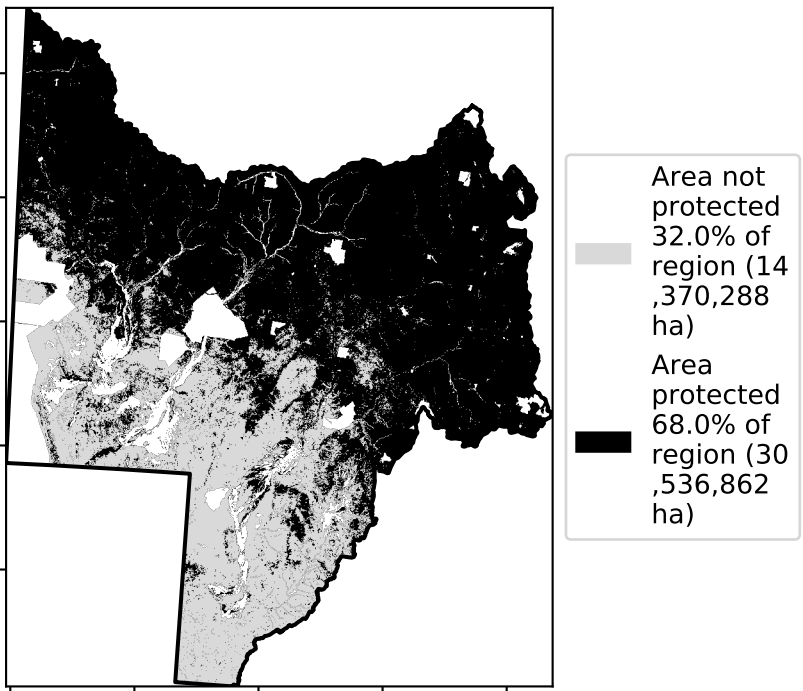 Area not
protected
32.0% of
region (14
,370,288
ha)
Area
protected
68.0% of
region (30
,536,862
ha)